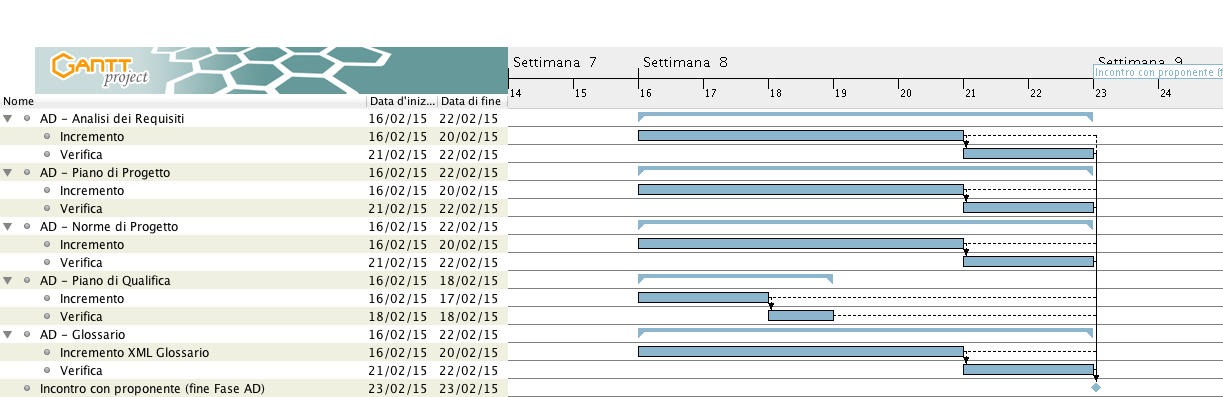 GANTT
project
Settimana 7 Settimana 8 Settimana 9
Incontro con proponente (f
14 15 16 17 18 19 20 21 22 23 24
Nome Data d'iniz... Data di fine
AD - Analisi dei Requisiti 16/02/15 22/02/15
Incremento 16/02/15 20/02/15
Verifica 21/02/15 22/02/15
AD - Piano di Progetto 16/02/15 22/02/15
Incremento 16/02/15 20/02/15
Verifica 21/02/15 22/02/15
AD - Norme di Progetto 16/02/15 22/02/15
Incremento 16/02/15 20/02/15
Verifica 21/02/15 22/02/15
AD - Piano di Qualifica 16/02/15 18/02/15
Incremento 16/02/15 17/02/15
Verifica 18/02/15 18/02/15
AD - Glossario 16/02/15 22/02/15
Incremento XML Glossario 16/02/15 20/02/15
Verifica 21/02/15 22/02/15
Incontro con proponente (fine Fase AD) 23/02/15 23/02/15